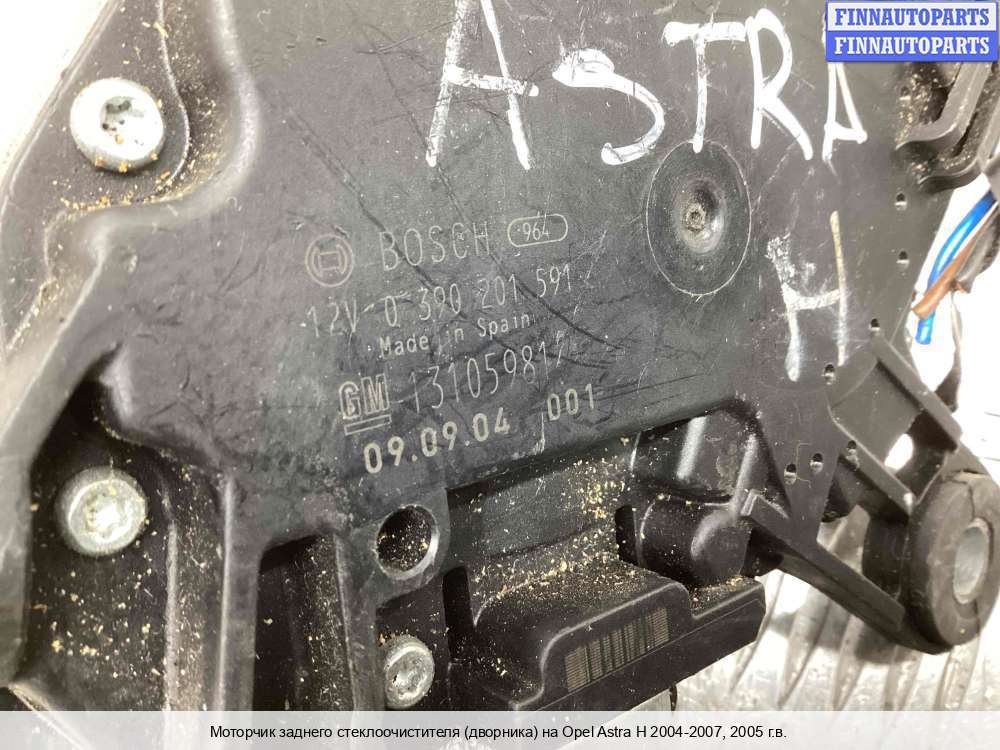 FINNAUTOPARTS
FINNAUTOPARTS
ASTRA
H
BOSCH 964
12V 0 390 201 591
Made in Spain
GM 13105981
09.09.04 001
Моторчик заднего стеклоочистителя (дворника) на Opel Astra H 2004-2007, 2005 г.в.